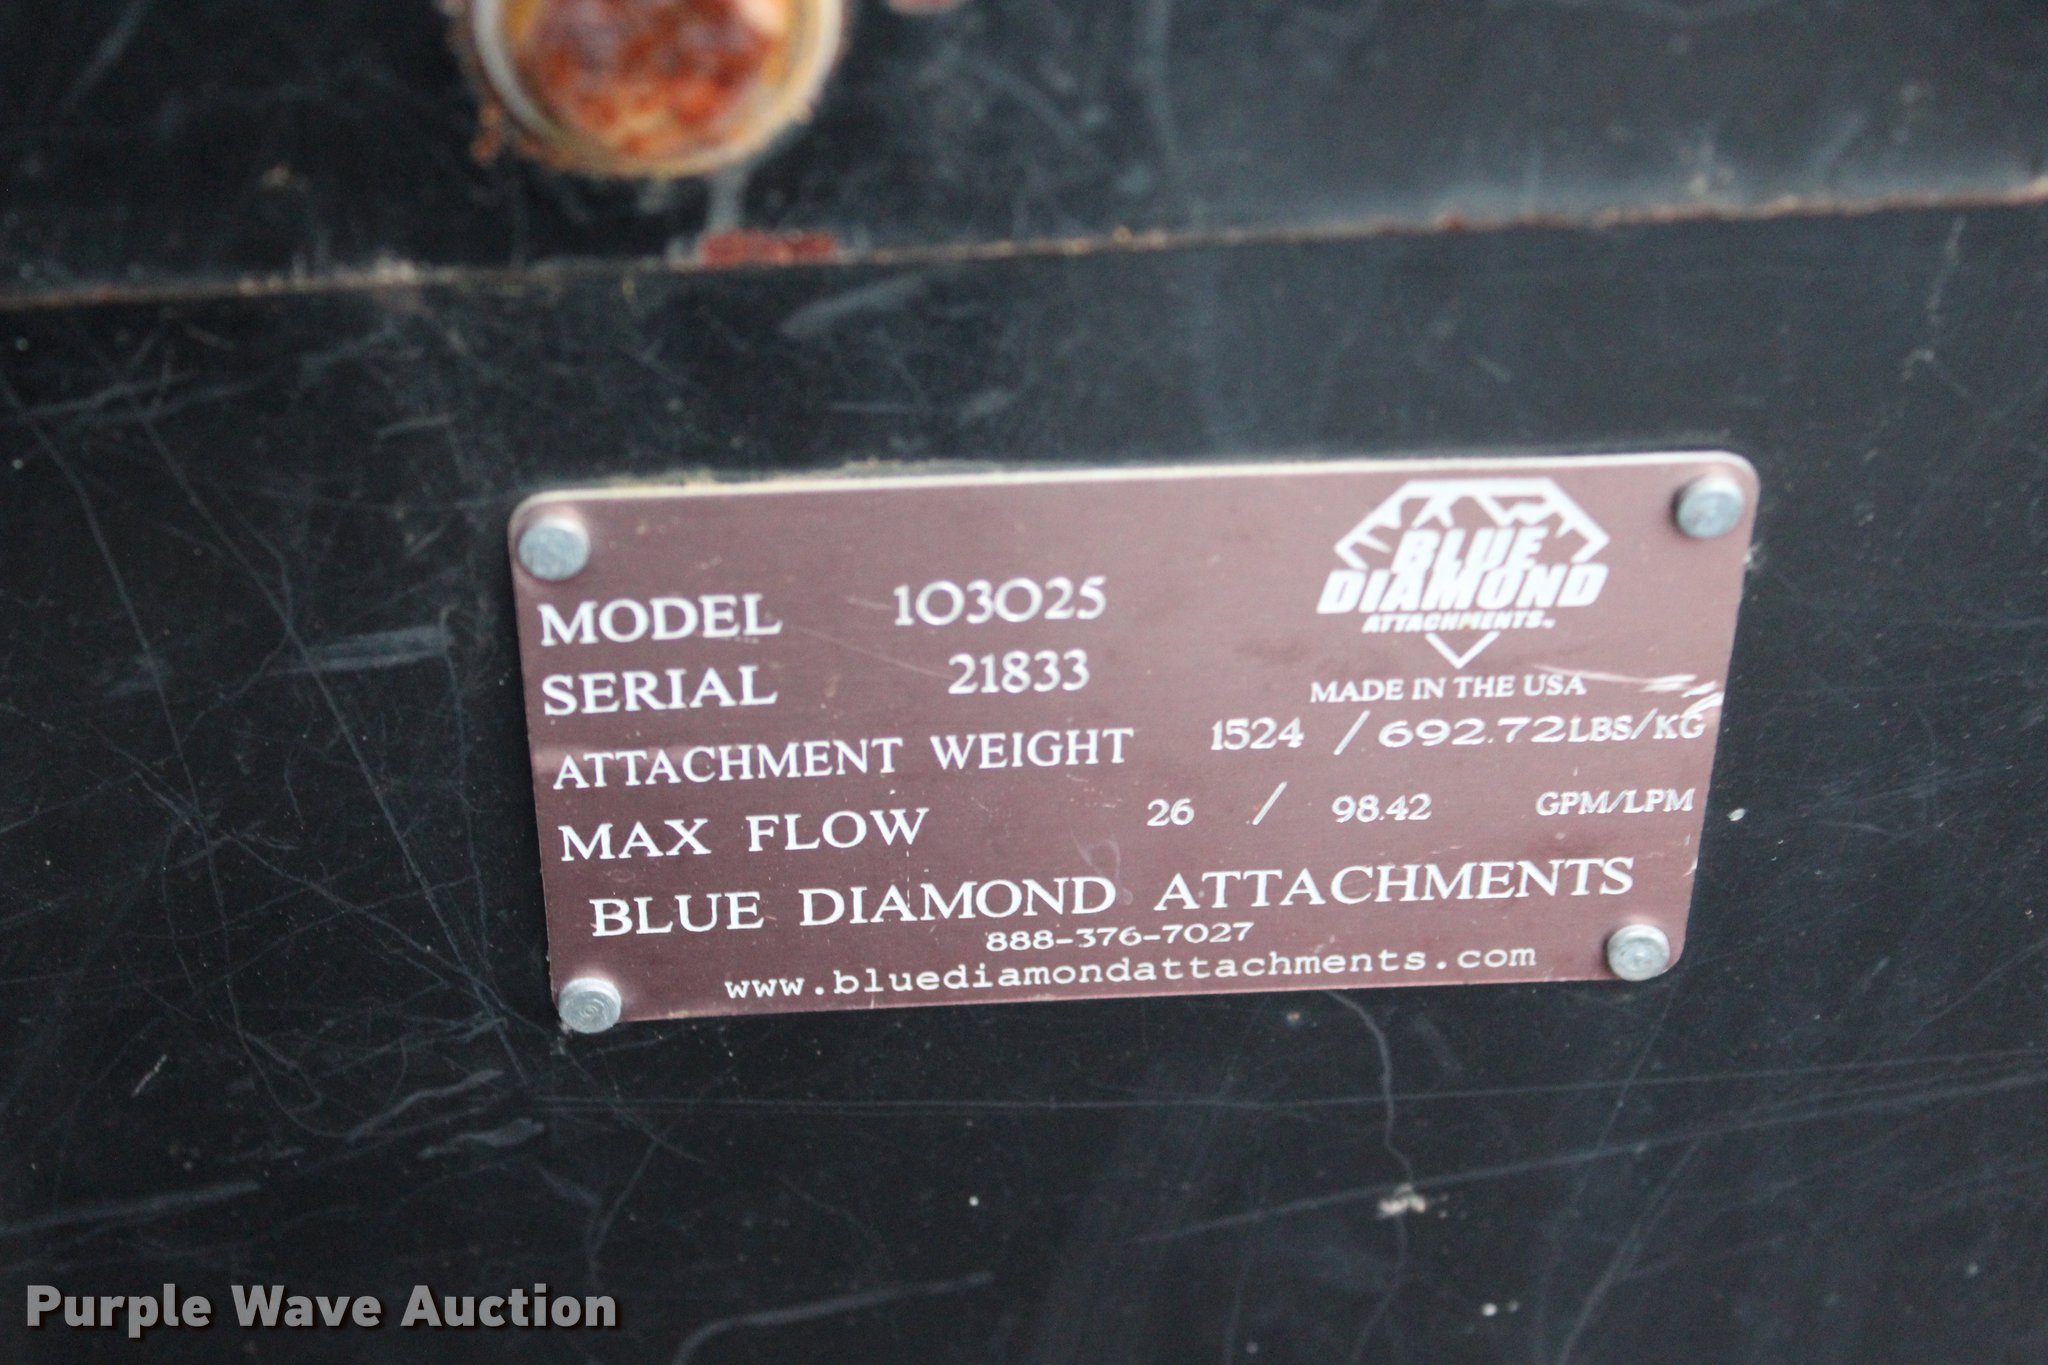 BLUE
DIAMOND
ATTACHMENTS
MADE IN THE USA
MODEL 103025
SERIAL 21833
ATTACHMENT WEIGHT 1524 / 692.72 LBS/KG
MAX FLOW 26 / 98.42 GPM/LPM
BLUE DIAMOND ATTACHMENTS
888-376-7027
www.bluediamondattachments.com
Purple Wave Auction